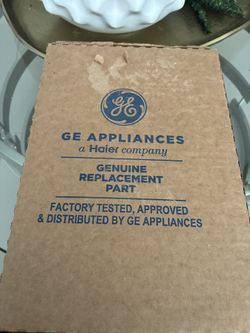 GE
GE APPLIANCES
a Haier company
GENUINE
REPLACEMENT
PART
FACTORY TESTED, APPROVED
& DISTRIBUTED BY GE APPLIANCES